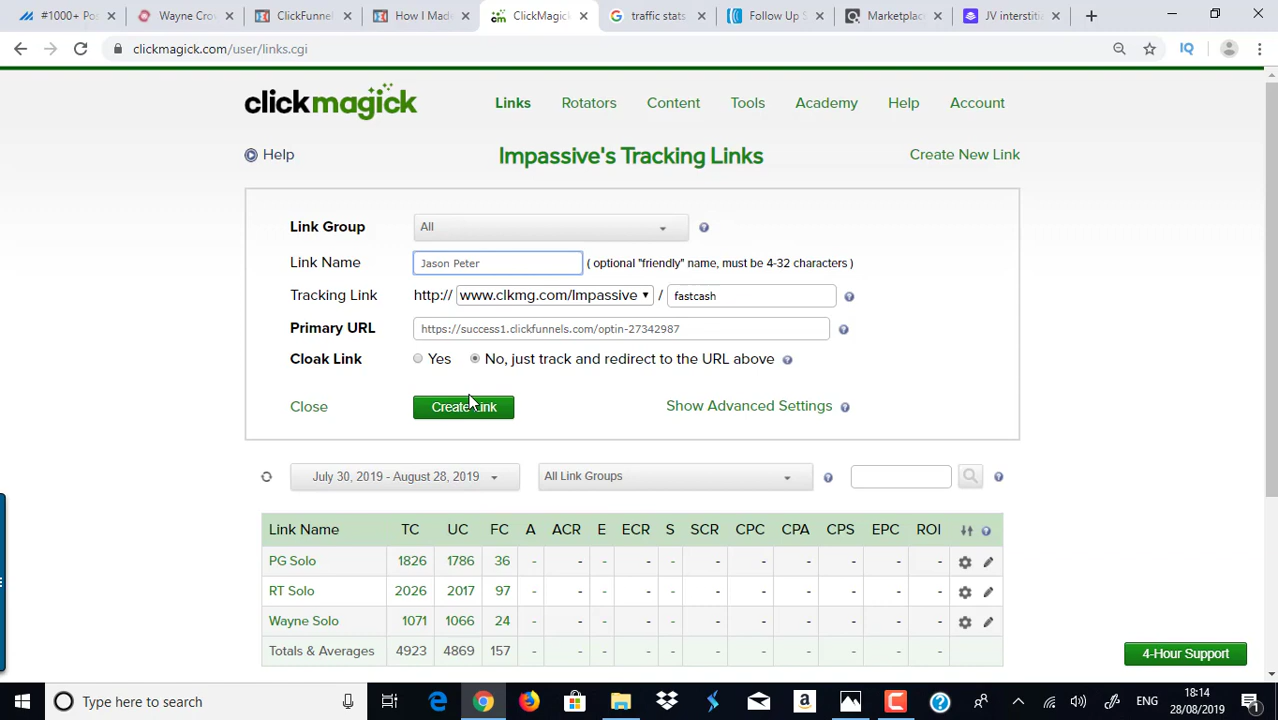 #1000+ Pos
Wayne Cro
ClickFunnel
How I Made
ClickMagic
traffic stats
Follow Up S
Marketplac
JV interstitu
clickmagick.com/user/links.cgi
IQ
clickmagick
Links
Rotators
Content
Tools
Academy
Help
Account
Help
Impassive's Tracking Links
Create New Link
Link Group
All
Link Name
Jason Peter
( optional "friendly" name, must be 4-32 characters )
Tracking Link
http:// www.clkmg.com/Impassive / fastcash
Primary URL
https://success1.clickfunnels.com/optin-27342987
Cloak Link
Yes
No, just track and redirect to the URL above
Close
Create Link
Show Advanced Settings
July 30, 2019 - August 28, 2019
All Link Groups
Link Name TC UC FC A ACR E ECR S SCR CPC CPA CPS EPC ROI
PG Solo 1826 1786 36 - - - - - - - - - - -
RT Solo 2026 2017 97 - - - - - - - - - - -
Wayne Solo 1071 1066 24 - - - - - - - - - - -
Totals & Averages 4923 4869 157 - - - - - - - - - - -
4-Hour Support
Type here to search
ENG
18:14
28/08/2019